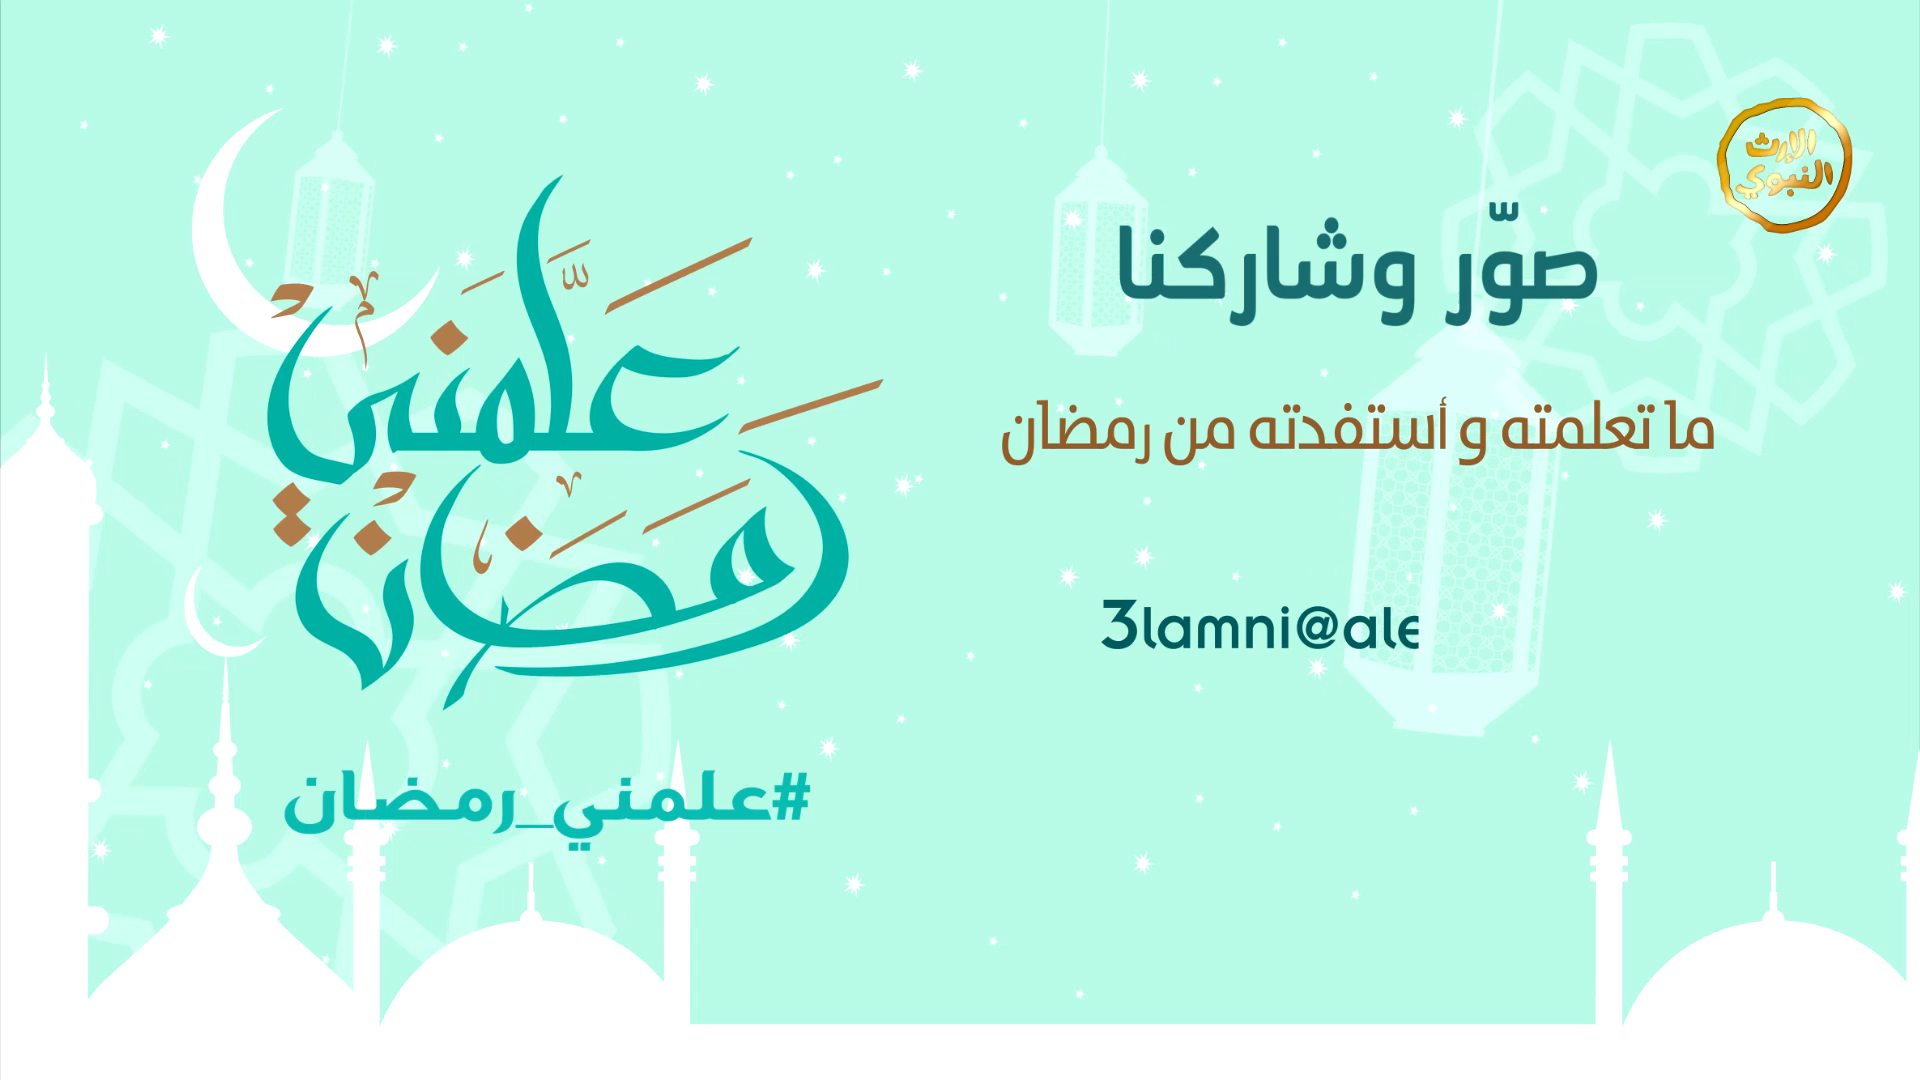 الإرث
النبوي
صوّر وشاركنا
ما تعلمته و أستفدته من رمضان
3lamni@ale
علمني
رمضان
#علمني_رمضان